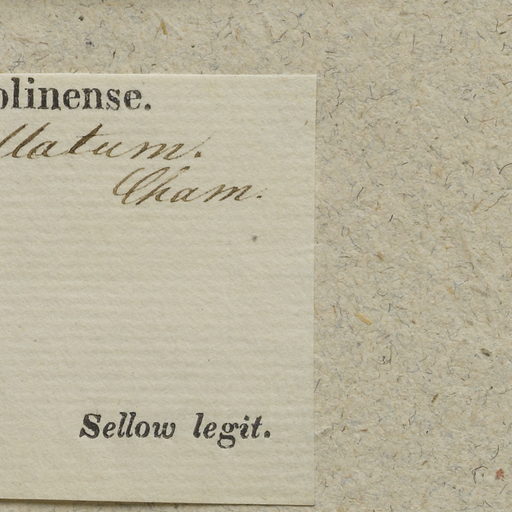 olinense.
llatum.
Cham.
Sellow legit.